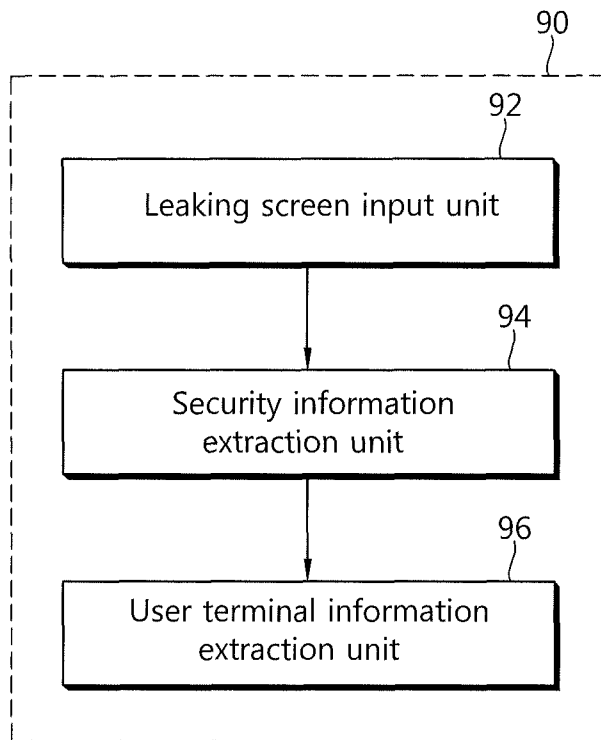 90
92
Leaking screen input unit
94
Security information
extraction unit
96
User terminal information
extraction unit